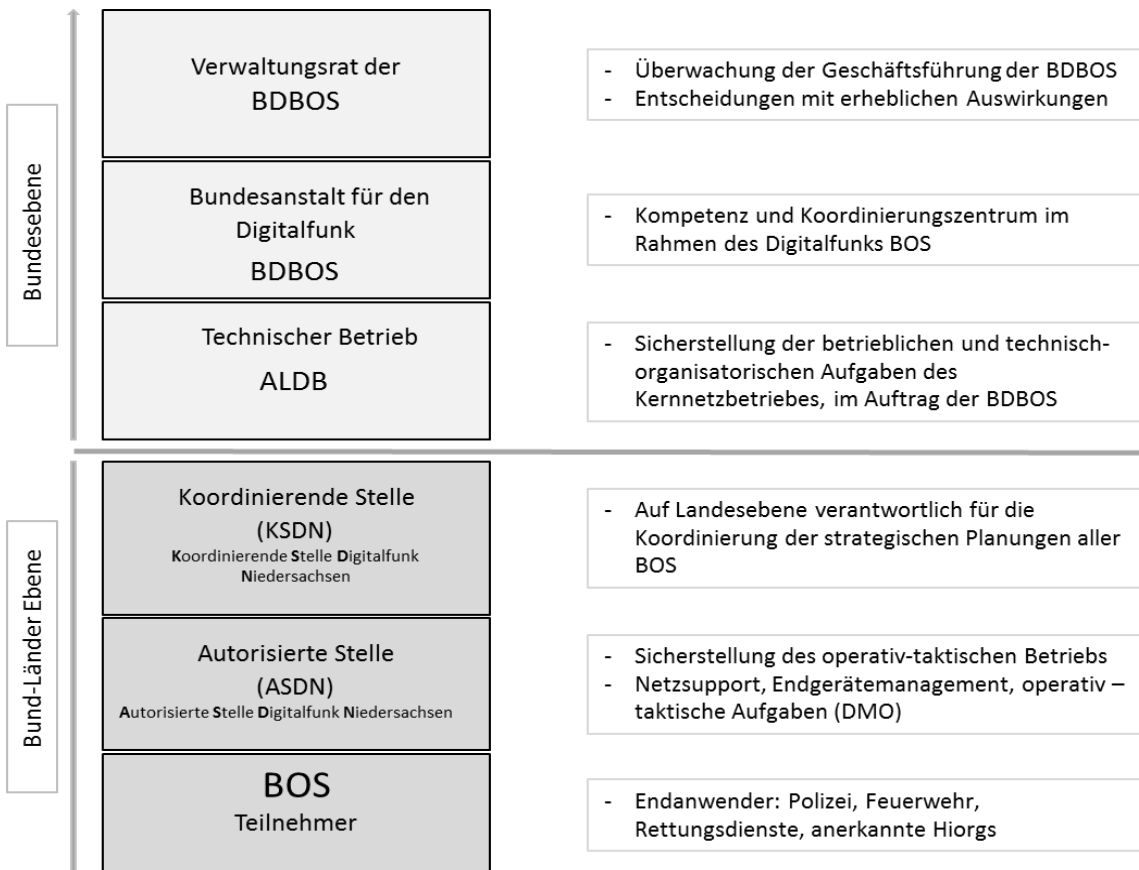 Bundesebene
Verwaltungsrat der
BDBOS
- Überwachung der Geschäftsführung der BDBOS
- Entscheidungen mit erheblichen Auswirkungen
Bundesanstalt für den
Digitalfunk
BDBOS
- Kompetenz und Koordinierungszentrum im
Rahmen des Digitalfunks BOS
Technischer Betrieb
ALDB
- Sicherstellung der betrieblichen und technisch-
organisatorischen Aufgaben des
Kernnetzbetriebes, im Auftrag der BDBOS
Bund-Länder Ebene
Koordinierende Stelle
(KSDN)
Koordinierende Stelle Digitalfunk
Niedersachsen
- Auf Landesebene verantwortlich für die
Koordinierung der strategischen Planungen aller
BOS
Autorisierte Stelle
(ASDN)
Autorisierte Stelle Digitalfunk Niedersachsen
- Sicherstellung des operativ-taktischen Betriebs
- Netzsupport, Endgerätemanagement, operativ –
taktische Aufgaben (DMO)
BOS
Teilnehmer
- Endanwender: Polizei, Feuerwehr,
Rettungsdienste, anerkannte Hiorgs